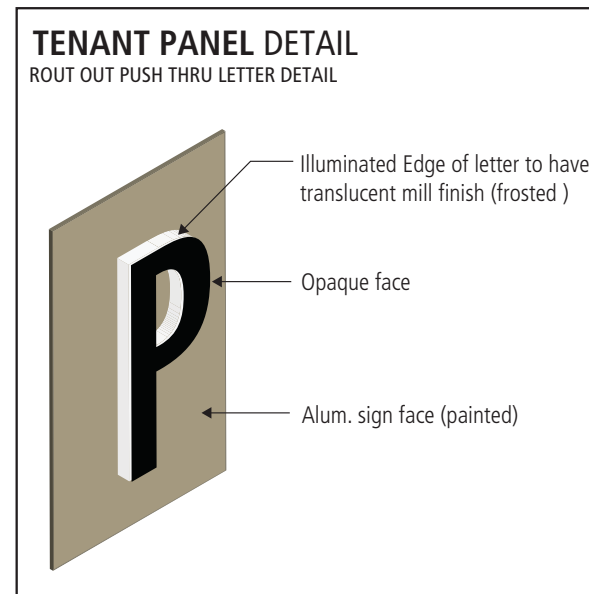 TENANT PANEL DETAIL
ROUT OUT PUSH THRU LETTER DETAIL
Illuminated Edge of letter to have
translucent mill finish (frosted )
P
Opaque face
Alum. sign face (painted)